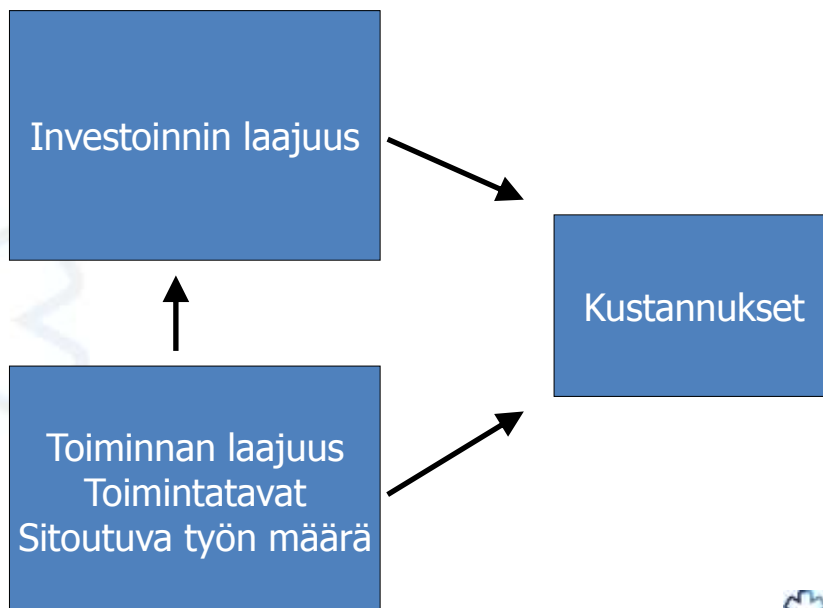 Investoinnin laajuus
Kustannukset
Toiminnan laajuus
Toimintatavat
Sitoutuva työn määrä